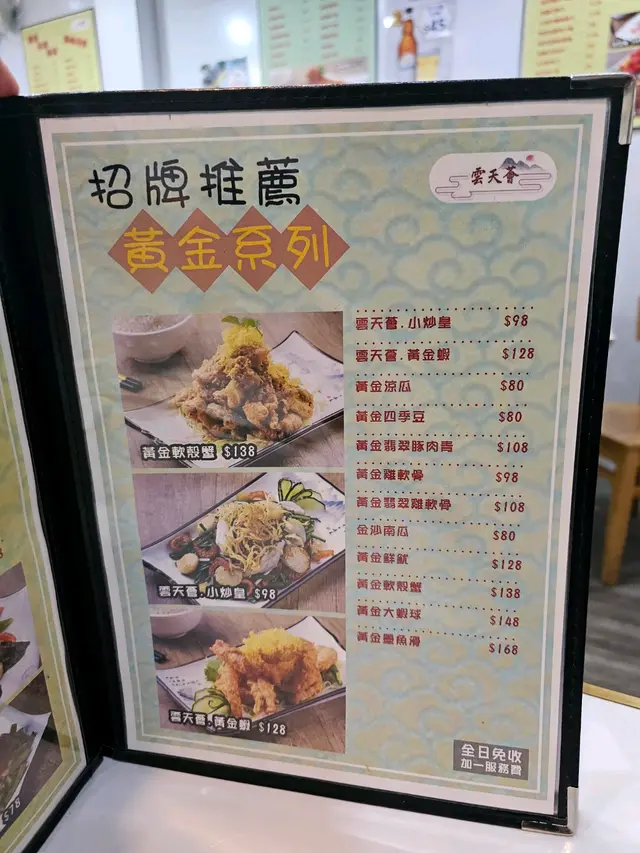 招牌推薦
黃金系列
雲天薈
黃金軟殼蟹 $138
雲天薈.小炒皇 $98
雲天薈.黃金蝦 $128
雲天薈.小炒皇 $98
雲天薈.黃金蝦 $128
黃金涼瓜 $80
黃金四季豆 $80
黃金翡翠豚肉青 $108
黃金雞軟骨 $98
黃金翡翠雞軟骨 $108
金沙南瓜 $80
黃金鮮魷 $128
黃金軟殼蟹 $138
黃金大蝦球 $148
黃金墨魚滑 $168
全日免收
加一服務費